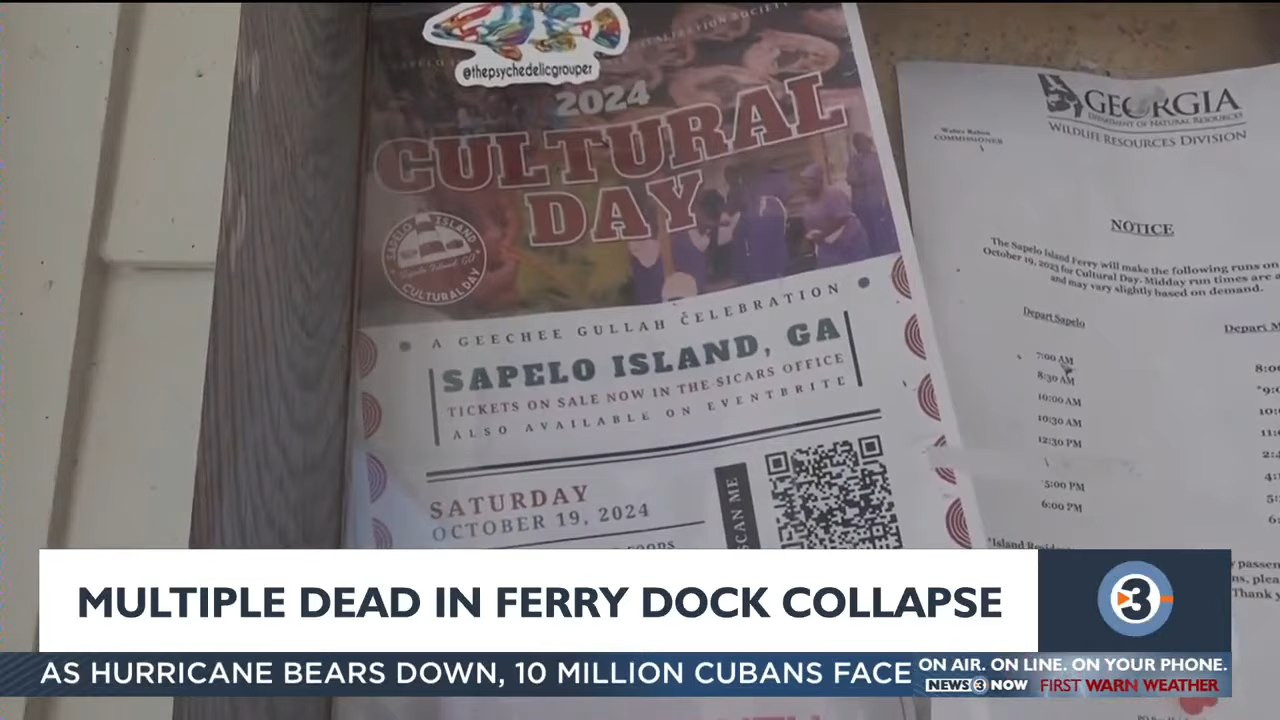 @thepsychedelicgrouper
2024
CULTURAL
DAY
SAPELO ISLAND
Sapelo Island, GA
CULTURAL DAY
A GEECHEE GULLAH CELEBRATION
SAPELO ISLAND, GA
TICKETS ON SALE NOW IN THE SICARS OFFICE
ALSO AVAILABLE ON EVENTBRITE
SATURDAY
OCTOBER 19, 2024
SCAN ME
GEORGIA
DEPARTMENT OF NATURAL RESOURCES
WILDLIFE RESOURCES DIVISION
COMMISSIONER
NOTICE
The Sapelo Island Ferry will make the following runs on
October 19, 2023 for Cultural Day. Midday run times are
and may vary slightly based on demand.
Depart Sapelo
Depart
7:00 AM
8:30 AM
10:00 AM
10:30 AM
12:30 PM
5:00 PM
6:00 PM
*Island
MULTIPLE DEAD IN FERRY DOCK COLLAPSE
3
AS HURRICANE BEARS DOWN, 10 MILLION CUBANS FACE
ON AIR. ON LINE. ON YOUR PHONE.
NEWS 3 NOW FIRST WARN WEATHER